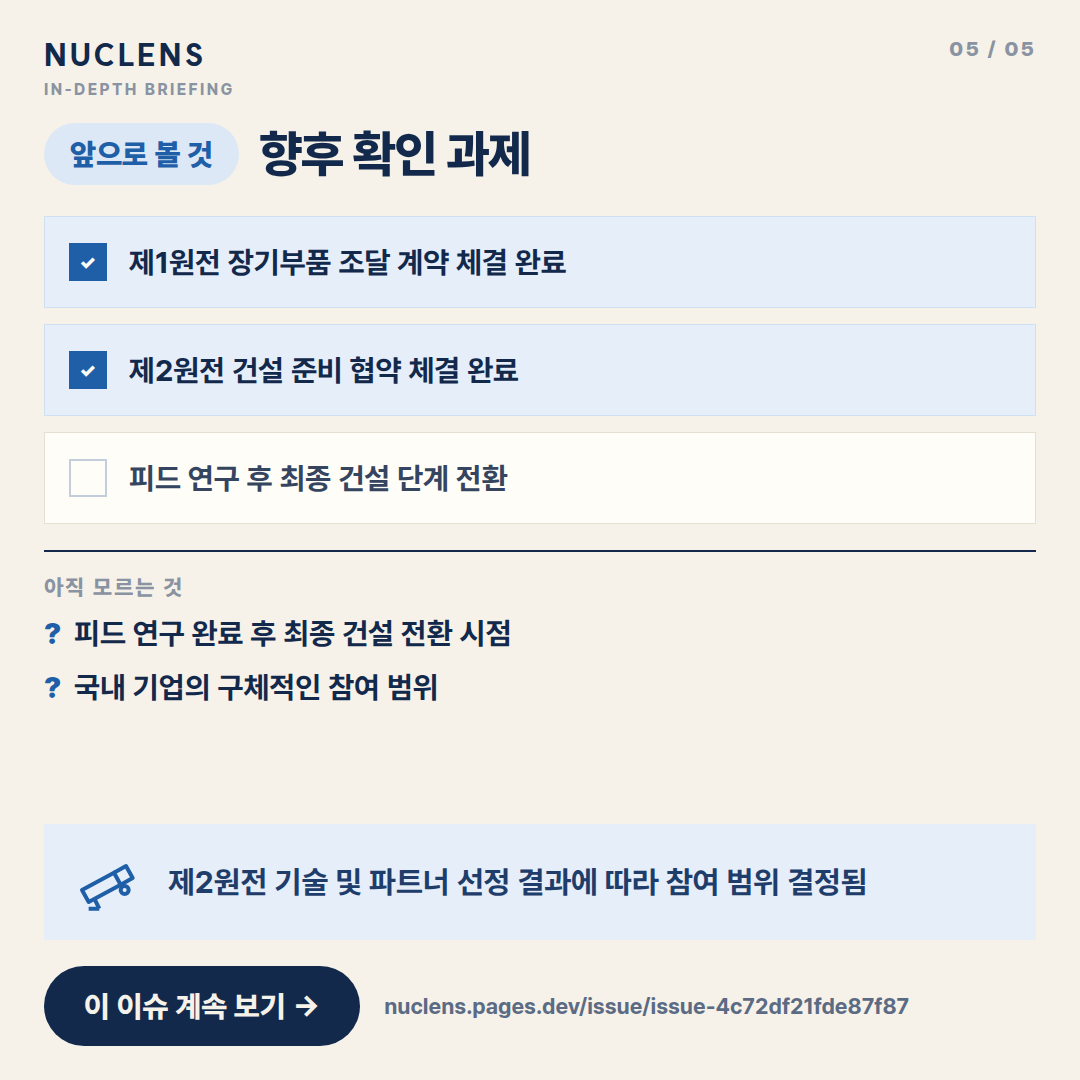 NUCLENS
05 / 05
IN-DEPTH BRIEFING
앞으로 볼 것
향후 확인 과제
제1원전 장기부품 조달 계약 체결 완료
제2원전 건설 준비 협약 체결 완료
피드 연구 후 최종 건설 단계 전환
아직 모르는 것
? 피드 연구 완료 후 최종 건설 전환 시점
? 국내 기업의 구체적인 참여 범위
제2원전 기술 및 파트너 선정 결과에 따라 참여 범위 결정됨
이 이슈 계속 보기 →
nuclens.pages.dev/issue/issue-4c72df21fde87f87